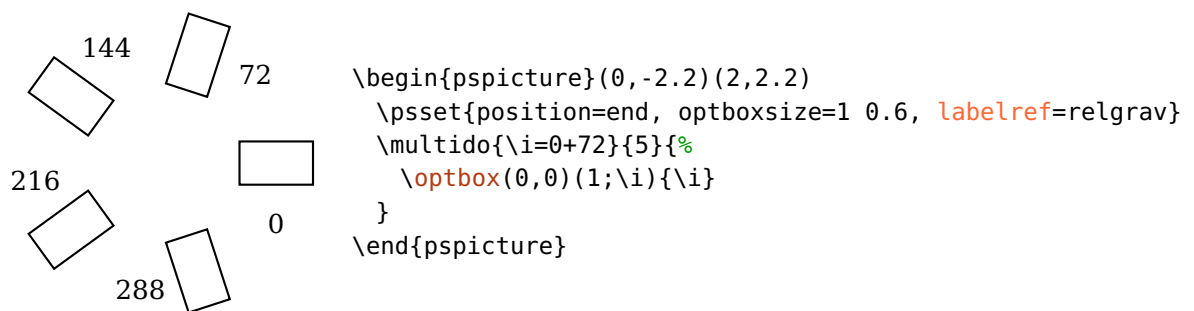 144
72
216
0
288
\begin{pspicture}(0,-2.2)(2,2.2)
  \psset{position=end, optboxsize=1 0.6, labelref=relgrav}
  \multido{\i=0+72}{5}{%
    \optbox(0,0)(1;\i){\i}
  }
\end{pspicture}